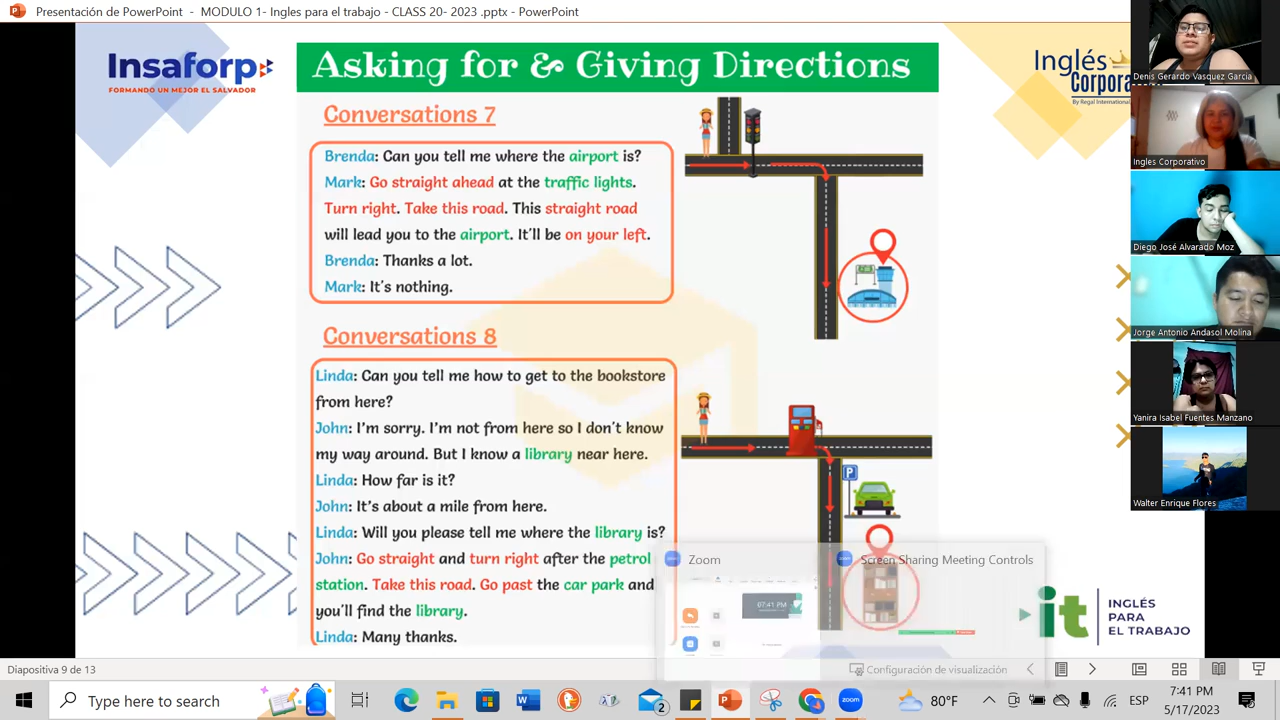 Presentación de PowerPoint - MODULO 1- Ingles para el trabajo - CLASS 20- 2023 .pptx - PowerPoint
Insaforp
FORMANDO UN MEJOR EL SALVADOR
Asking for & Giving Directions
Inglés
By Regal International
Conversations 7
Brenda: Can you tell me where the airport is?
Mark: Go straight ahead at the traffic lights.
Turn right. Take this road. This straight road
will lead you to the airport. It'll be on your left.
Brenda: Thanks a lot.
Mark: It's nothing.
Conversations 8
Linda: Can you tell me how to get to the bookstore
from here?
John: I'm sorry. I'm not from here so I don't know
my way around. But I know a library near here.
Linda: How far is it?
John: It's about a mile from here.
Linda: Will you please tell me where the library is?
John: Go straight and turn right after the petrol
station. Take this road. Go past the car park and
you'll find the library.
Linda: Many thanks.
P
Zoom
Screen Sharing Meeting Controls
07:41 PM
it
INGLÉS
PARA EL
TRABAJO
Denis Gerardo Vasquez Garcia
Ingles Corporativo
Diego José Alvarado Moz
Jorge Antonio Andasol Molina
Yanira Isabel Fuentes Manzano
Walter Enrique Flores
Diapositiva 9 de 13
Configuración de visualización
Type here to search
2
80°F
ESP
7:41 PM
5/17/2023